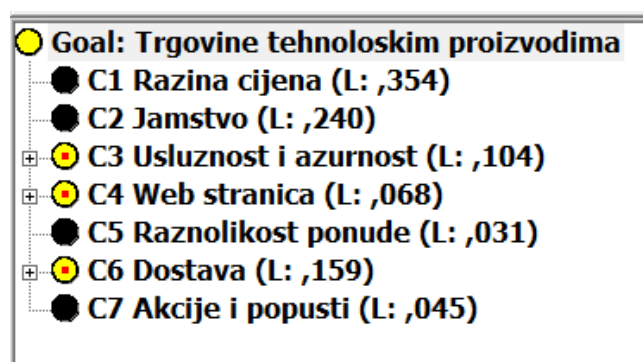 Goal: Trgovine tehnoloskim proizvodima
C1 Razina cijena (L: ,354)
C2 Jamstvo (L: ,240)
C3 Usluznost i azurnost (L: ,104)
C4 Web stranica (L: ,068)
C5 Raznolikost ponude (L: ,031)
C6 Dostava (L: ,159)
C7 Akcije i popusti (L: ,045)